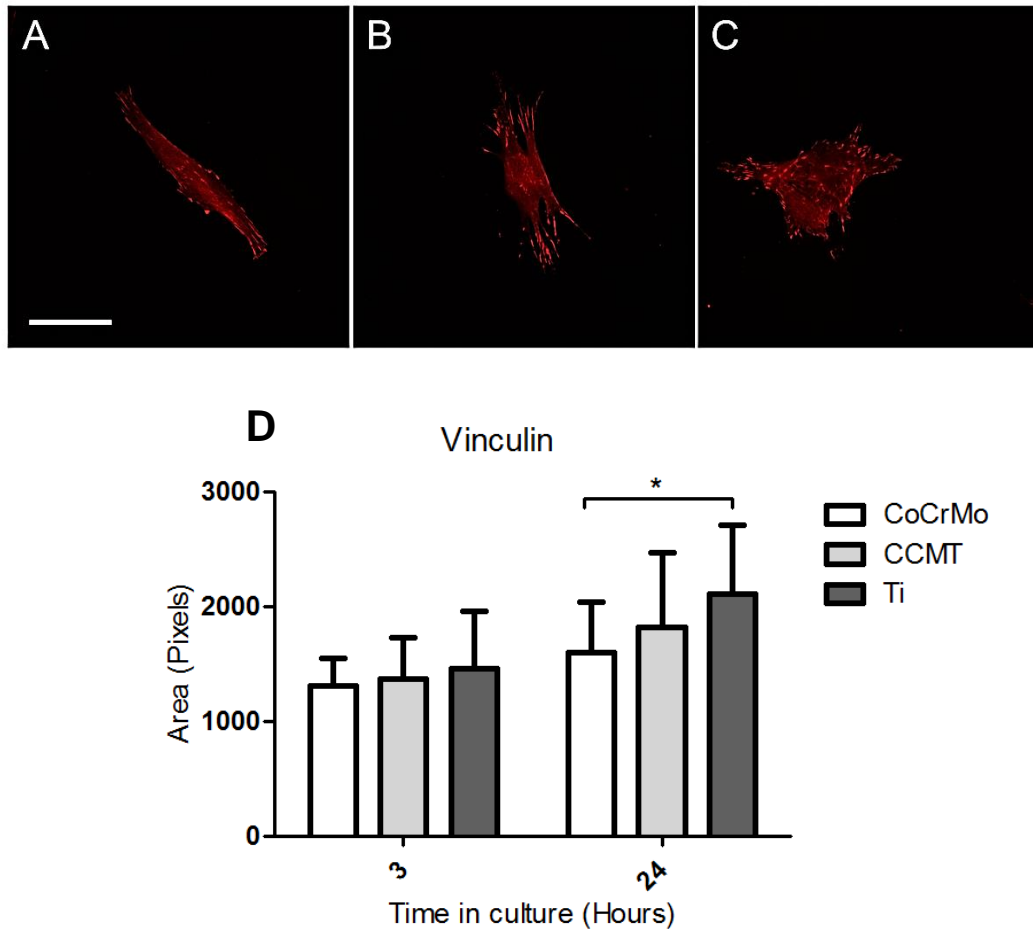 A
B
C
D
Vinculin
*
3000
2000
1000
0
Area (Pixels)
3
24
Time in culture (Hours)
CoCrMo
CCMT
Ti